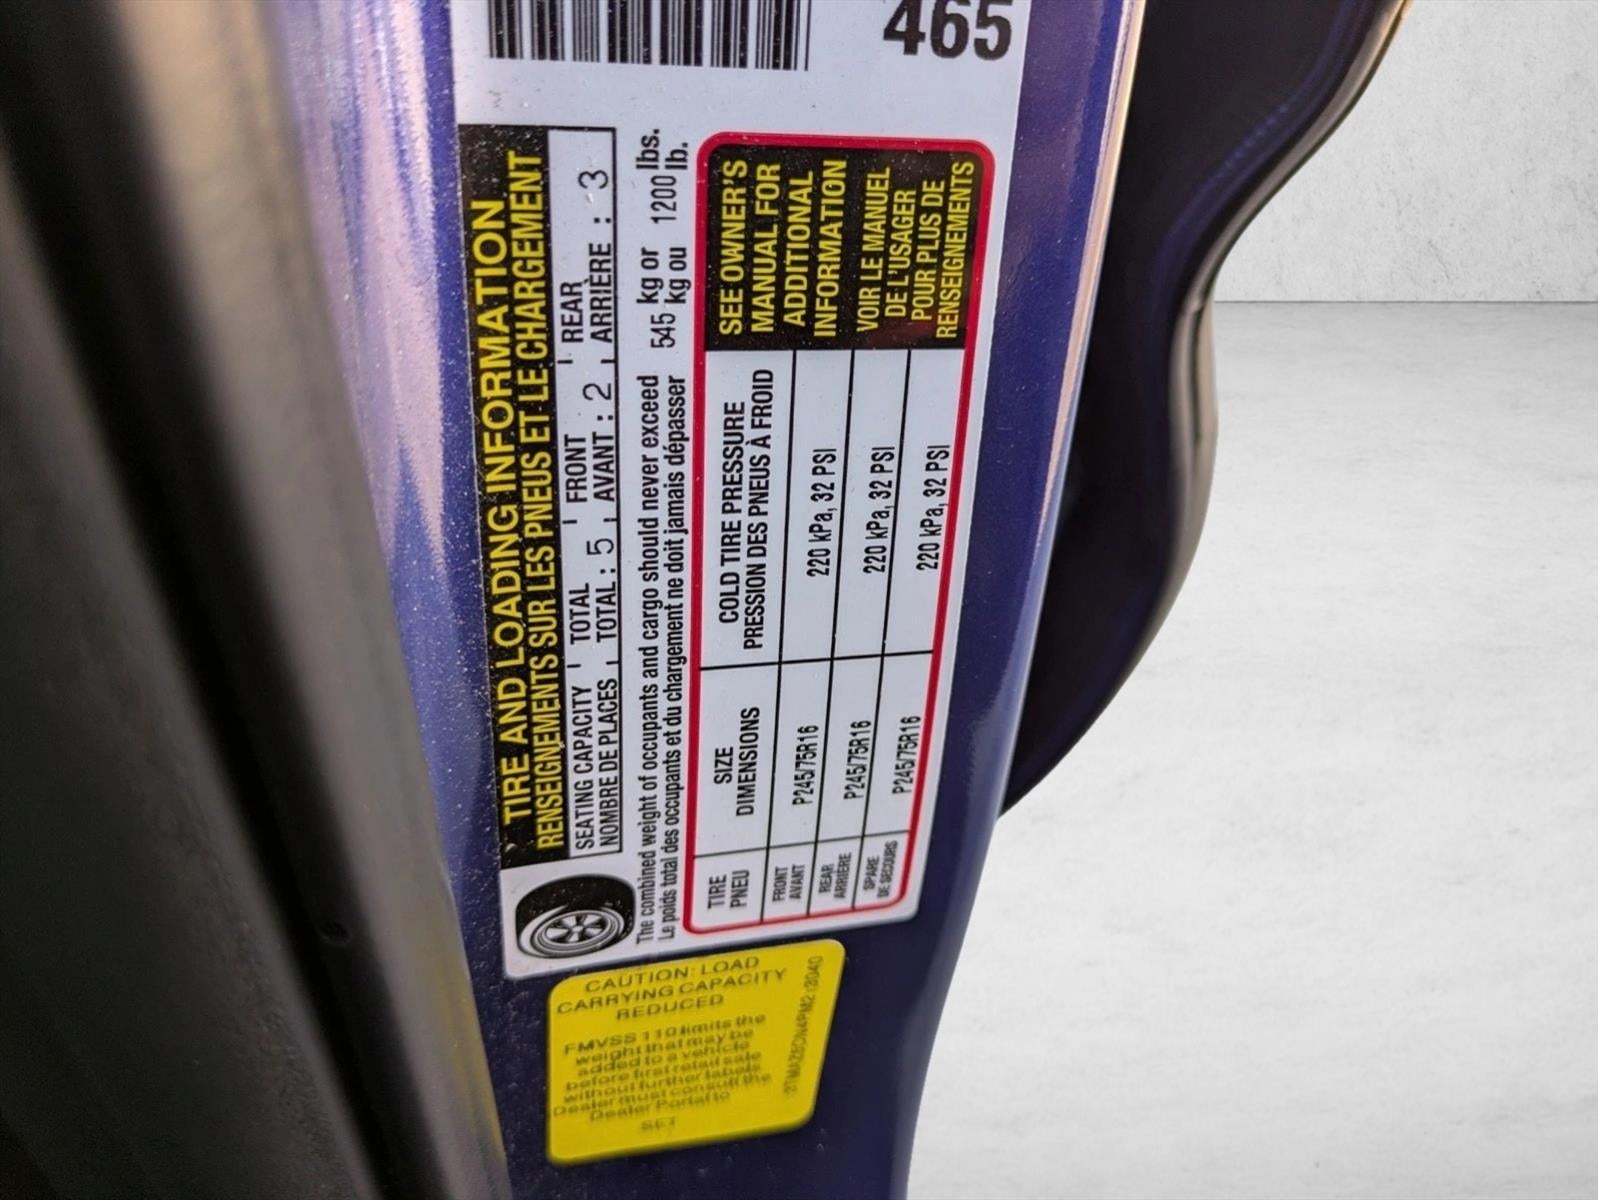 465
TIRE AND LOADING INFORMATION
RENSEIGNEMENTS SUR LES PNEUS ET LE CHARGEMENT
SEATING CAPACITY TOTAL FRONT REAR
NOMBRE DE PLACES TOTAL : 5 AVANT : 2 ARRIÈRE : 3
The combined weight of occupants and cargo should never exceed 545 kg or 1200 lbs.
Le poids total des occupants et du chargement ne doit jamais dépasser kg ou lb.
TIRE
PNEU
SIZE
DIMENSIONS
COLD TIRE PRESSURE
PRESSION DES PNEUS À FROID
SEE OWNER'S
MANUAL FOR
ADDITIONAL
INFORMATION
VOIR LE MANUEL
DE L'USAGER
POUR PLUS DE
RENSEIGNEMENTS
FRONT
AVANT
P245/75R16
220 kPa, 32 PSI
REAR
ARRIÈRE
P245/75R16
220 kPa, 32 PSI
SPARE
DE SECOURS
P245/75R16
220 kPa, 32 PSI
CAUTION: LOAD
CARRYING CAPACITY
REDUCED
FMVSS 110 limits the
weight that may be
added to a vehicle
before first retail sale
without further labels
Dealer must consult the
Dealer Portal